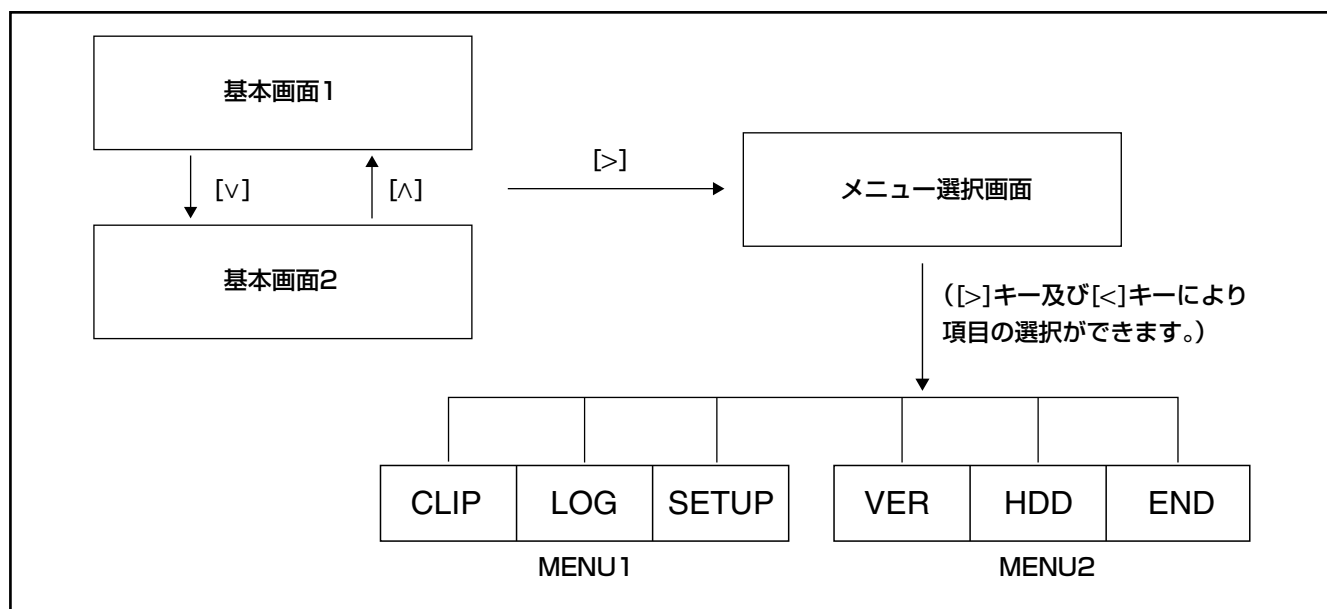 基本画面1
[∨]
[∧]
基本画面2
[>]
メニュー選択画面
([>]キー及び[<]キーにより
項目の選択ができます。)
CLIP
LOG
SETUP
VER
HDD
END
MENU1
MENU2